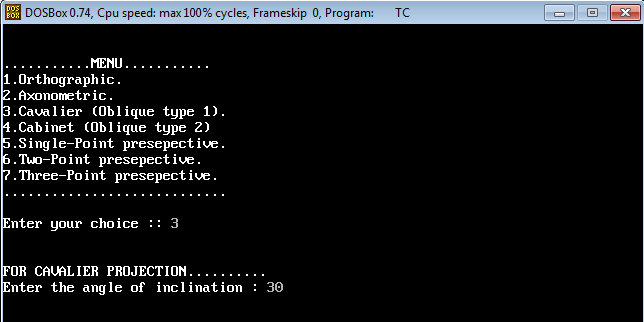 DOS BOX DOSBox 0.74, Cpu speed: max 100% cycles, Frameskip 0, Program: TC
...........MENU...........
1.Orthographic.
2.Axonometric.
3.Cavalier (Oblique type 1).
4.Cabinet (Oblique type 2)
5.Single-Point presepective.
6.Two-Point presepective.
7.Three-Point presepective.
............................
Enter your choice :: 3
FOR CAVALIER PROJECTION..........
Enter the angle of inclination : 30